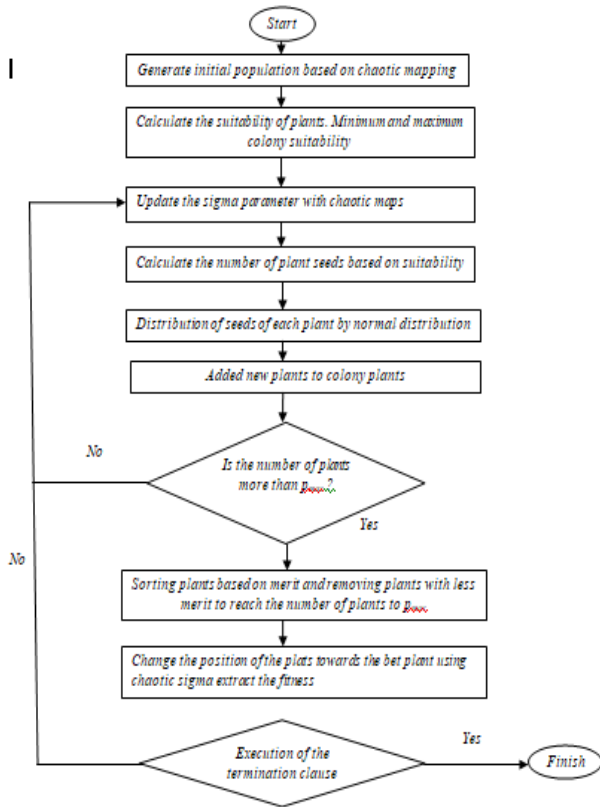 Start
I
Generate initial population based on chaotic mapping
Calculate the suitability of plants. Minimum and maximum
colony suitability
Update the sigma parameter with chaotic maps
Calculate the number of plant seeds based on suitability
Distribution of seeds of each plant by normal distribution
Added new plants to colony plants
No
Is the number of plants
more than p ?
Yes
No
Sorting plants based on merit and removing plants with less
merit to reach the number of plants to p
Change the position of the plats towards the bet plant using
chaotic sigma extract the fitness
Execution of the
termination clause
Yes
Finish